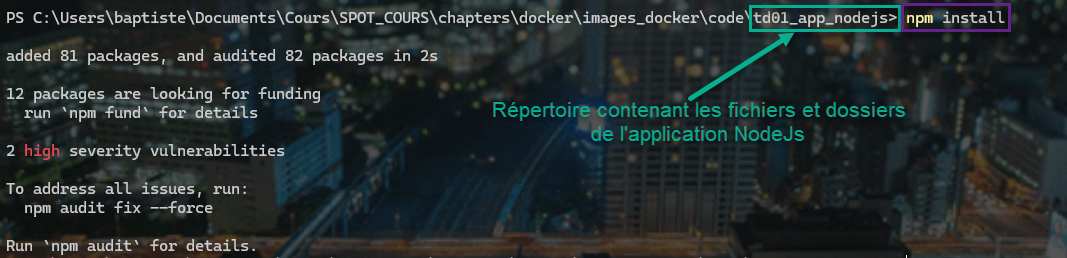 PS C:\Users\baptiste\Documents\Cours\SPOT_COURS\chapters\docker\images_docker\code\td01_app_nodejs> npm install
added 81 packages, and audited 82 packages in 2s
12 packages are looking for funding
  run `npm fund` for details
Répertoire contenant les fichiers et dossiers
de l'application NodeJs
2 high severity vulnerabilities
To address all issues, run:
  npm audit fix --force
Run `npm audit` for details.